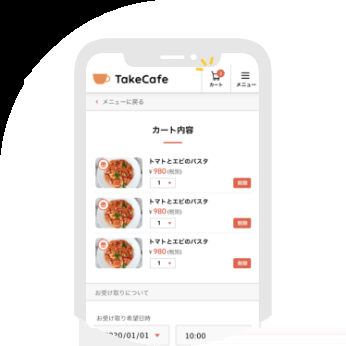 TakeCafe
カート
メニュー
メニューに戻る
カート内容
トマトとエビのパスタ
¥ 980(税別)
1
削除
トマトとエビのパスタ
¥ 980(税別)
1
削除
トマトとエビのパスタ
¥ 980(税別)
1
削除
お受け取りについて
お受け取り希望日時
2020/01/01
10:00